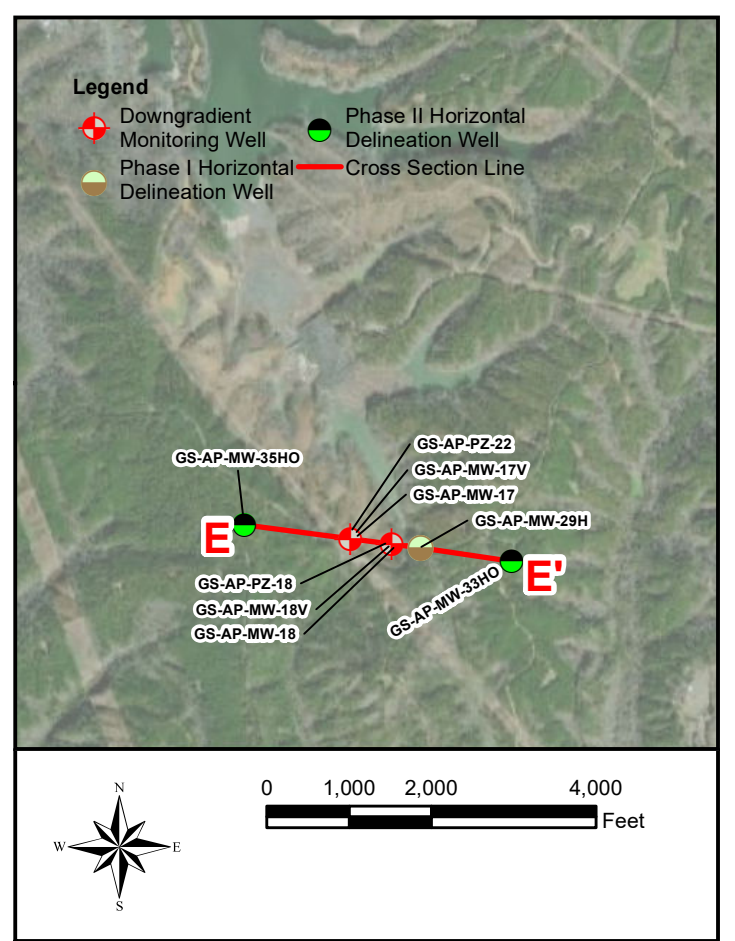 Legend
Downgradient
Monitoring Well
Phase I Horizontal
Delineation Well
Phase II Horizontal
Delineation Well
Cross Section Line
GS-AP-PZ-22
GS-AP-MW-35HO
GS-AP-MW-17V
GS-AP-MW-17
GS-AP-MW-29H
E
E'
GS-AP-PZ-18
GS-AP-MW-18V
GS-AP-MW-18
GS-AP-MW-33HO
N
W
E
S
0 1,000 2,000 4,000
Feet